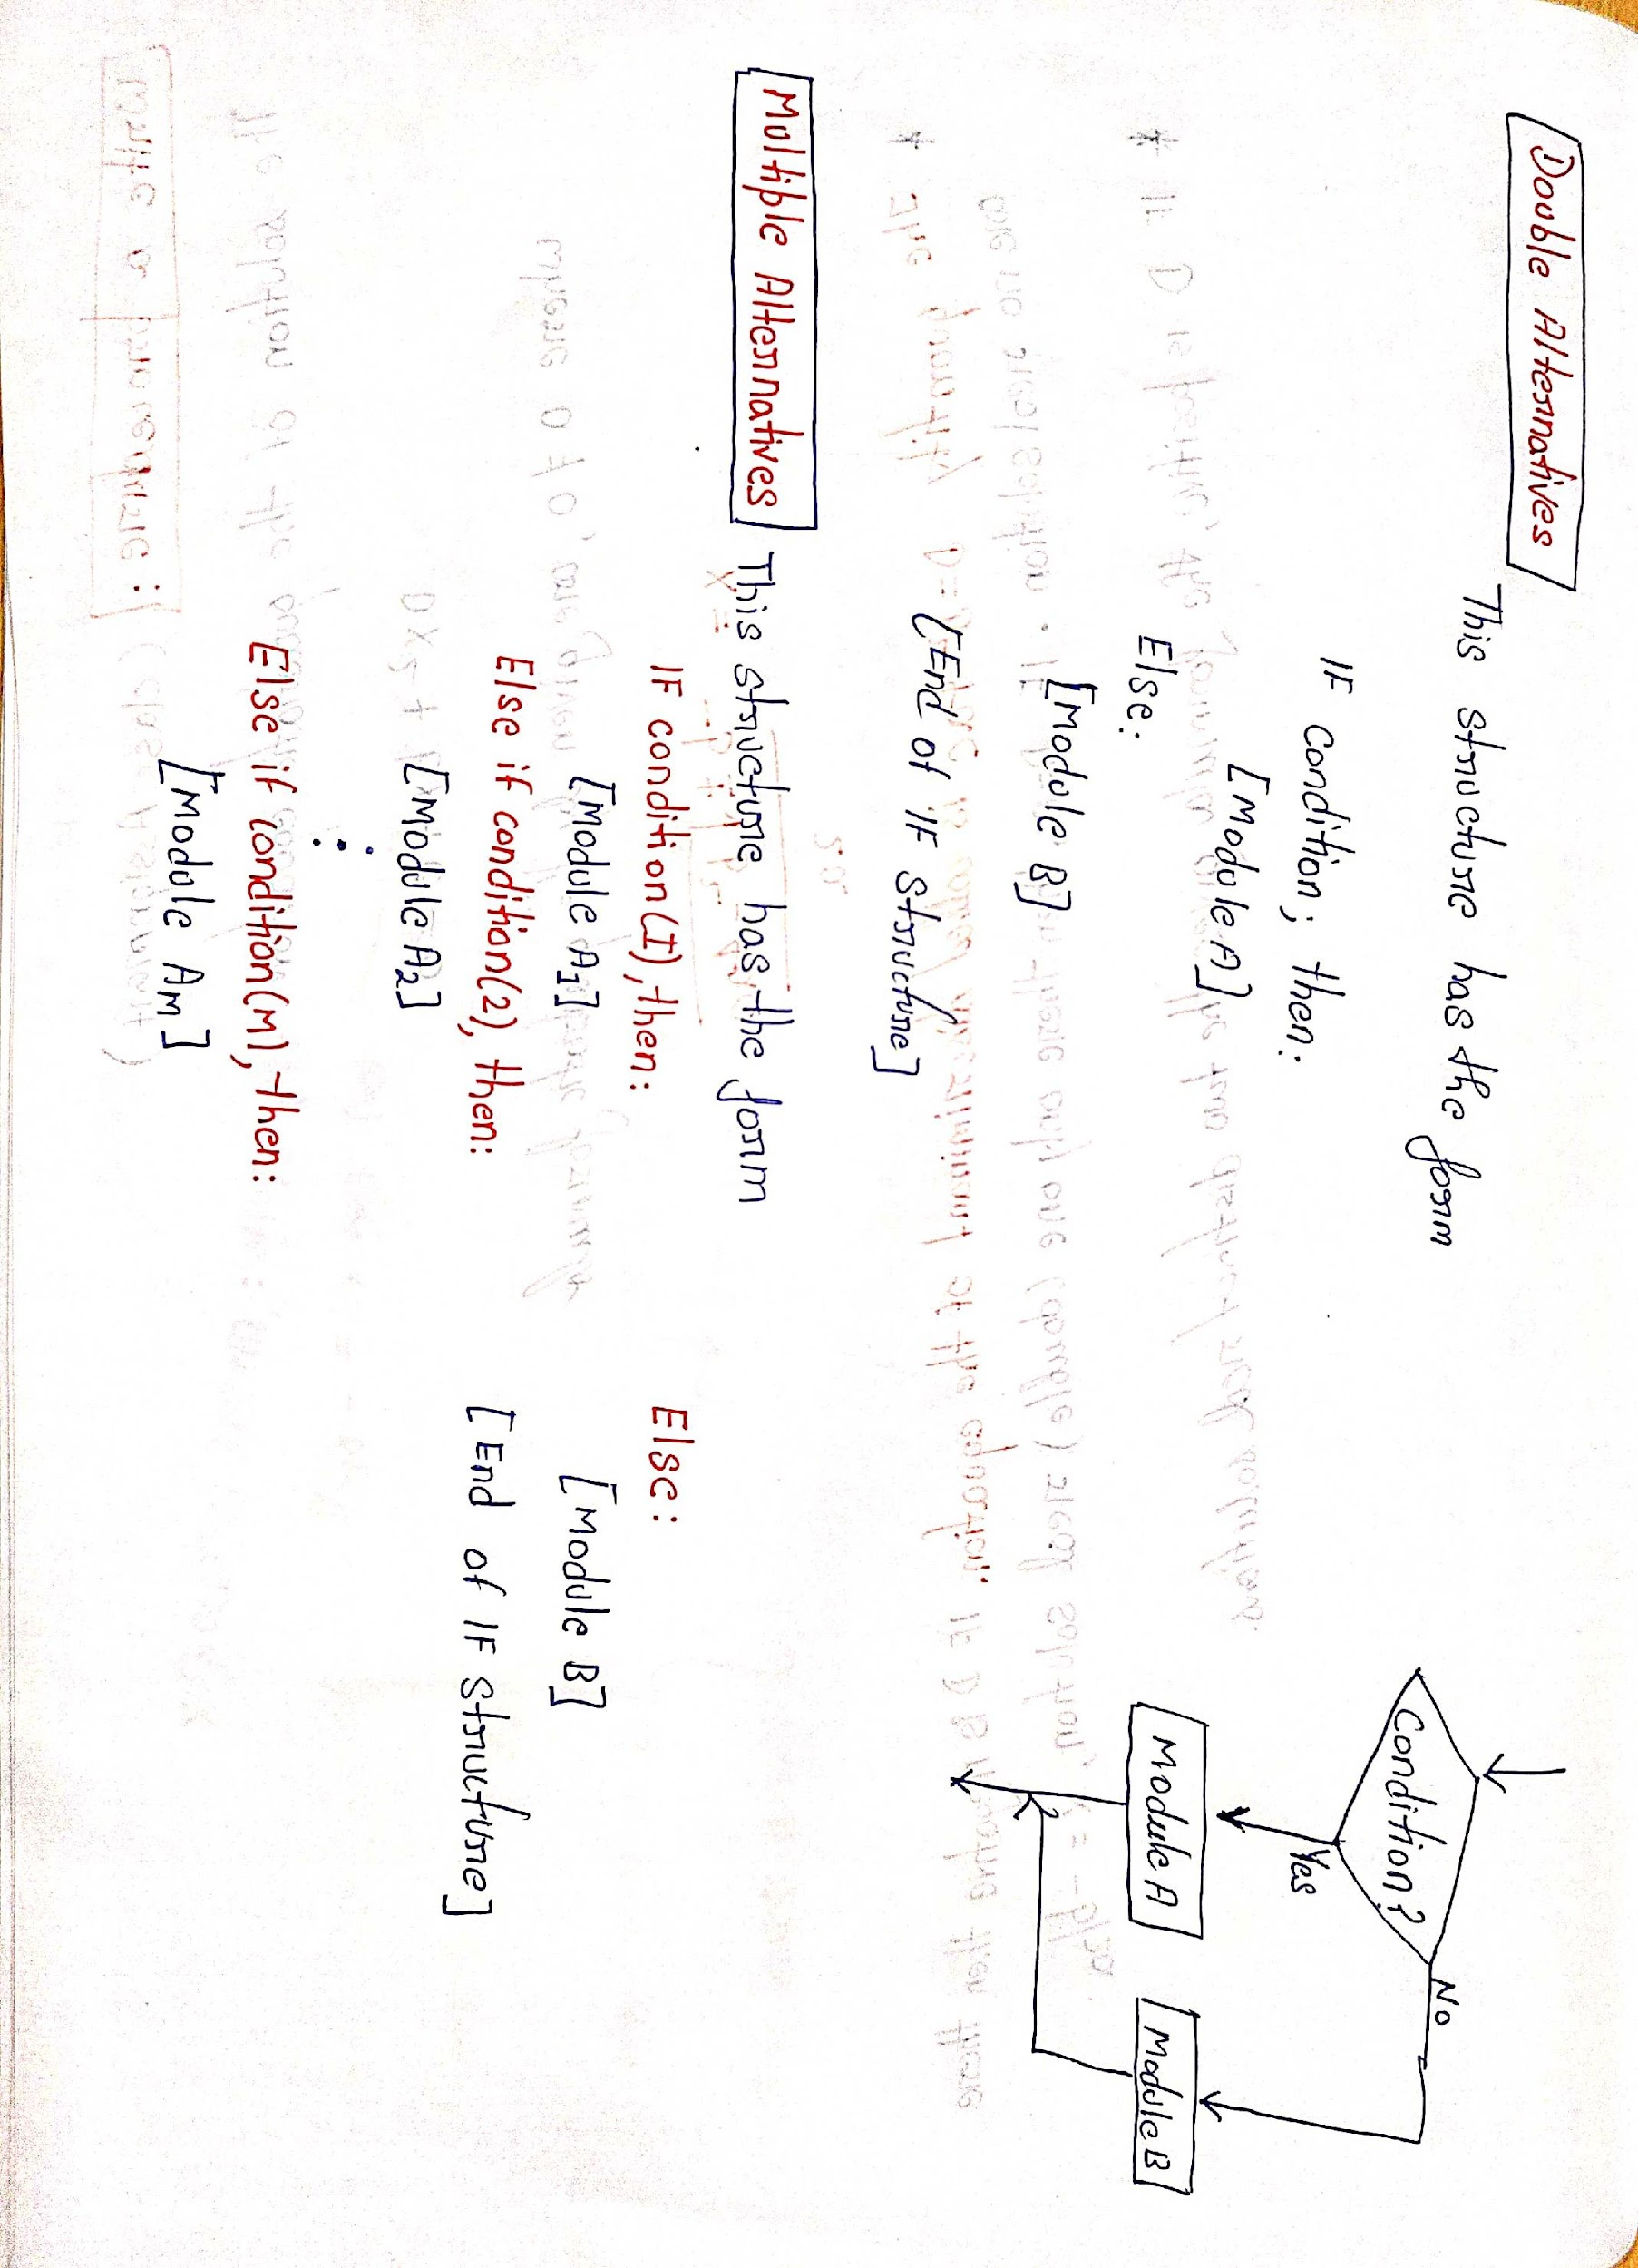 Double Alternatives
This structure has the form
IF condition; then:
[Module A]
Else:
[Module B]
[End of IF structure]
Condition?
Yes
No
Module A
Module B
Multiple Alternatives This structure has the form
IF condition(I), then:
[Module A1]
Else if condition(2), then:
[Module A2]
⋮
Else if condition(M), then:
[Module AM]
Else:
[Module B]
[End of IF structure]